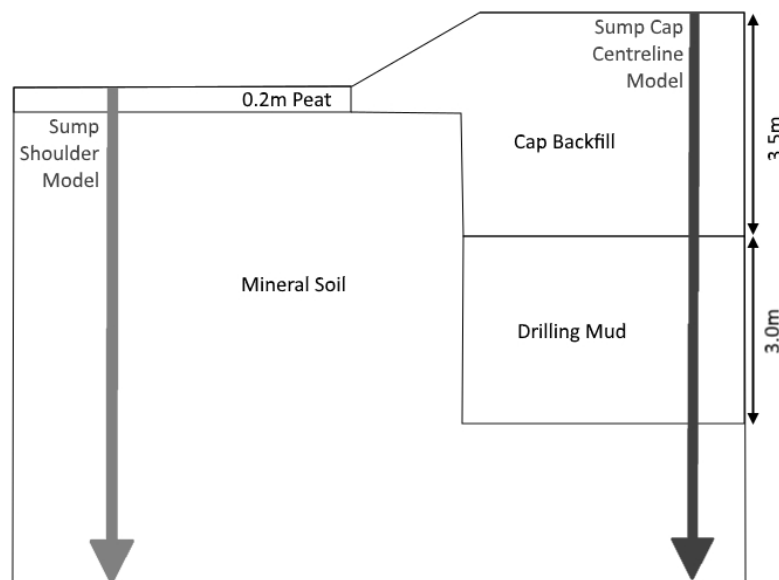 Sump Cap
Centreline
Model
0.2m Peat
Sump
Shoulder
Model
Cap Backfill
3.5m
Mineral Soil
Drilling Mud
3.0m